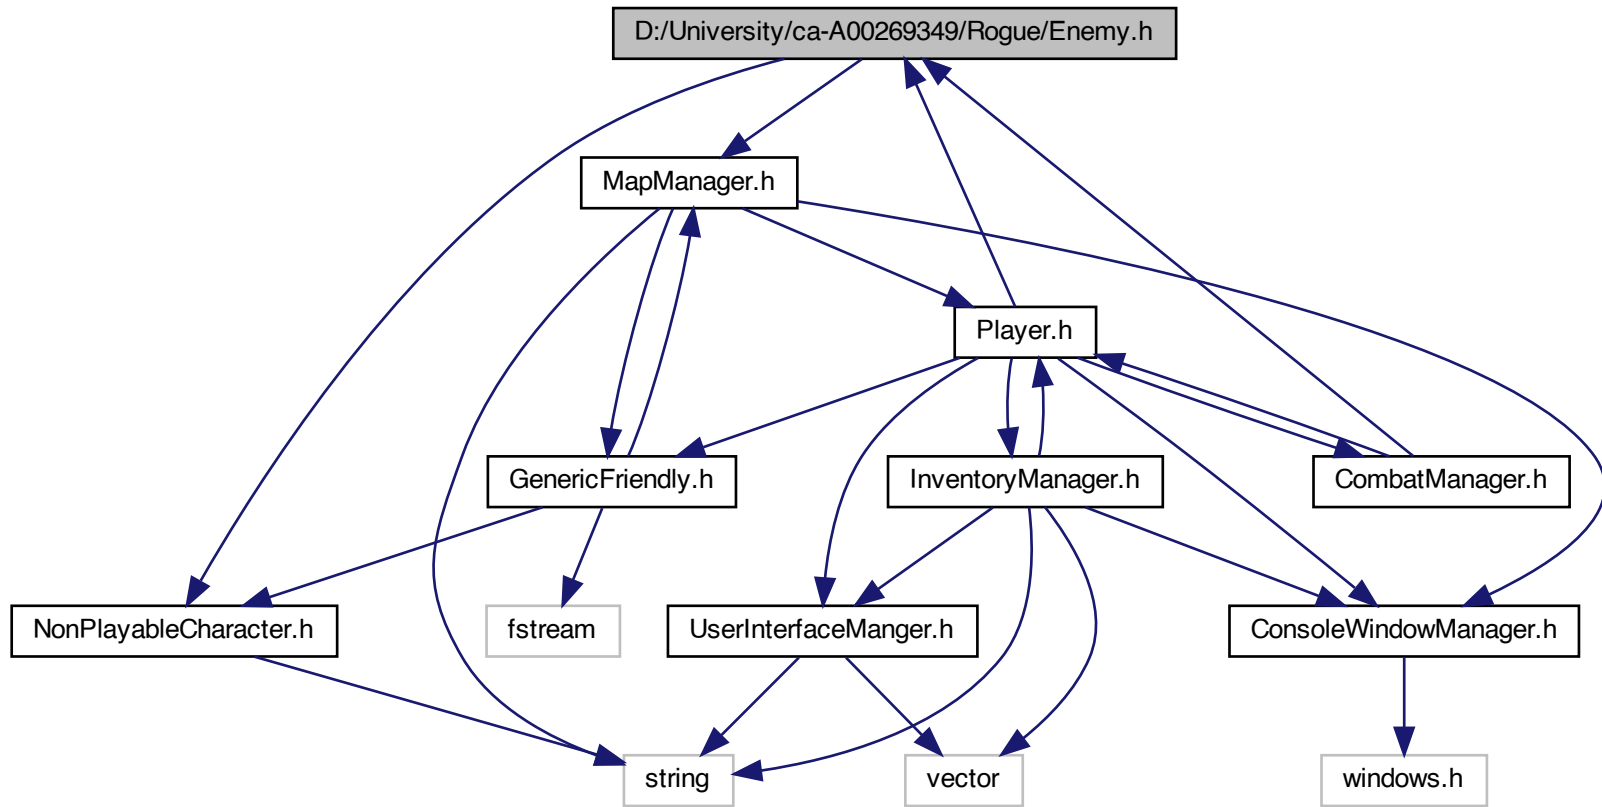 D:/University/ca-A00269349/Rogue/Enemy.h
MapManager.h
Player.h
GenericFriendly.h
InventoryManager.h
CombatManager.h
NonPlayableCharacter.h
fstream
UserInterfaceManger.h
ConsoleWindowManager.h
string
vector
windows.h